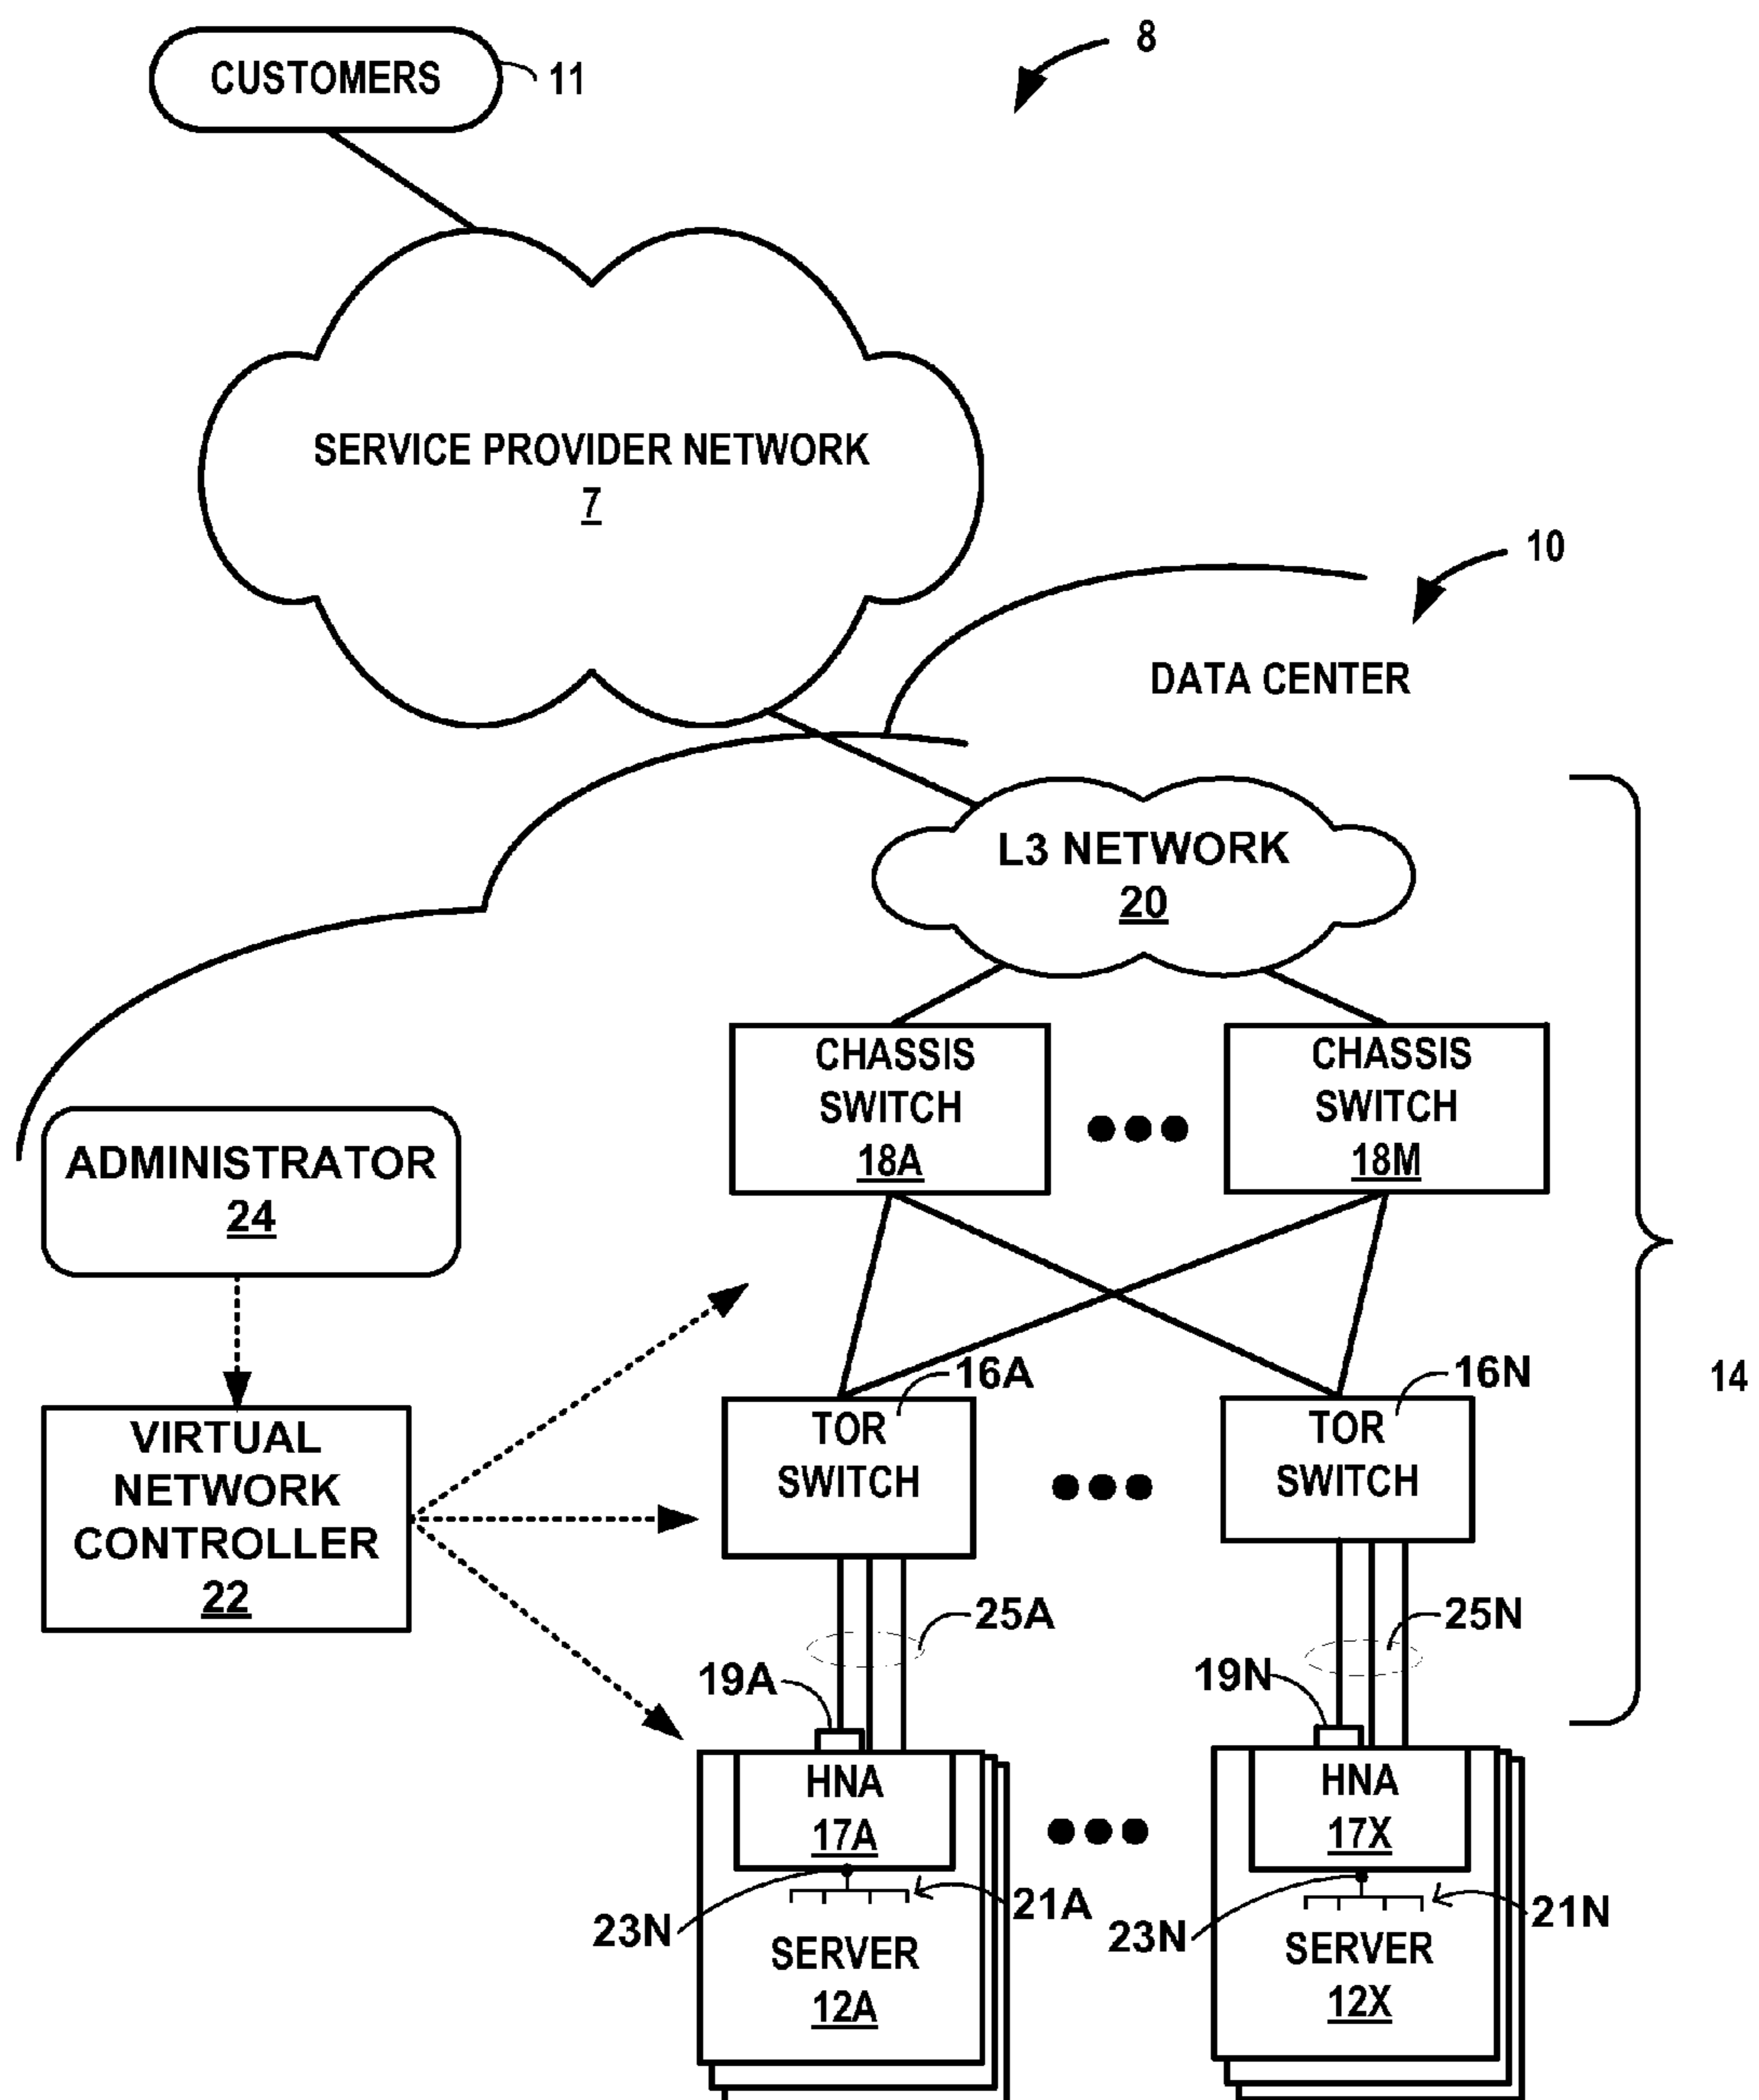 8
CUSTOMERS
11
SERVICE PROVIDER NETWORK
7
10
DATA CENTER
L3 NETWORK
20
CHASSIS
SWITCH
18A
CHASSIS
SWITCH
18M
ADMINISTRATOR
24
14
16A
TOR
SWITCH
16N
TOR
SWITCH
VIRTUAL
NETWORK
CONTROLLER
22
25A
25N
19A
19N
HNA
17A
HNA
17X
23N
21A
23N
21N
SERVER
12A
SERVER
12X